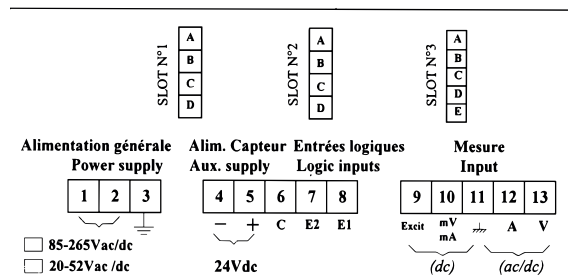 SLOT N°1
A
B
C
D
SLOT N°2
A
B
C
D
SLOT N°3
A
B
C
D
E
Alimentation générale
Power supply
Alim. Capteur
Aux. supply
Entrées logiques
Logic inputs
Mesure
Input
1 2 3
4 5 6 7 8
9 10 11 12 13
− + C E2 E1
Excit mV mA A V
85-265Vac/dc
20-52Vac/dc
24Vdc
(dc) (ac/dc)